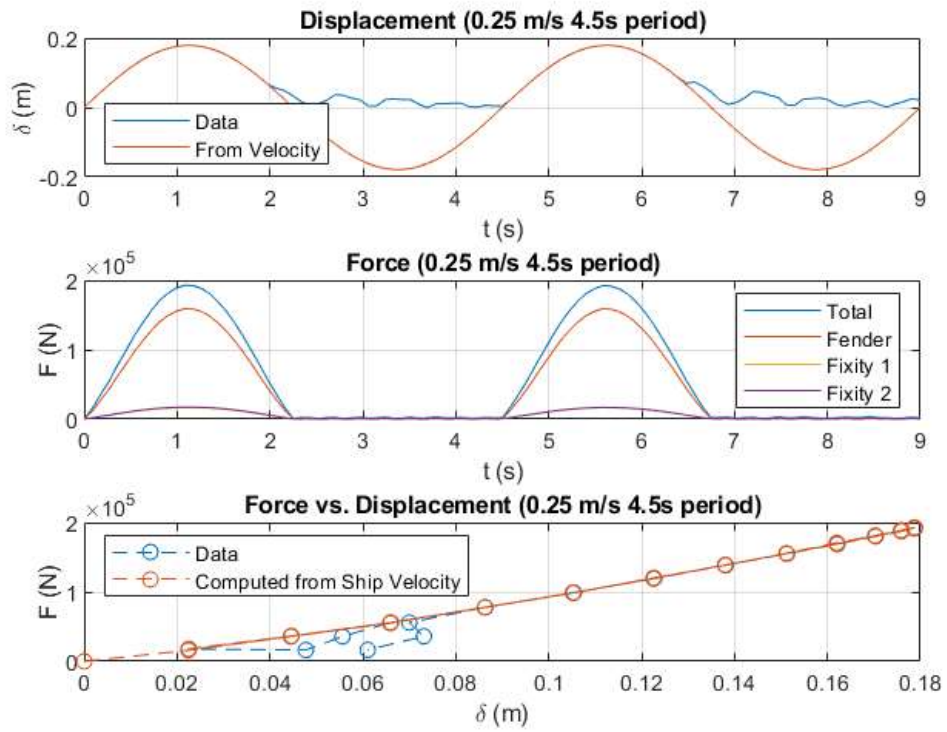 Displacement (0.25 m/s 4.5s period)
0.2
0
-0.2
δ (m)
Data
From Velocity
0 1 2 3 4 5 6 7 8 9
t (s)
×10⁵
Force (0.25 m/s 4.5s period)
2
1
0
F (N)
Total
Fender
Fixity 1
Fixity 2
0 1 2 3 4 5 6 7 8 9
t (s)
×10⁵
Force vs. Displacement (0.25 m/s 4.5s period)
2
1
0
F (N)
Data
Computed from Ship Velocity
0 0.02 0.04 0.06 0.08 0.1 0.12 0.14 0.16 0.18
δ (m)